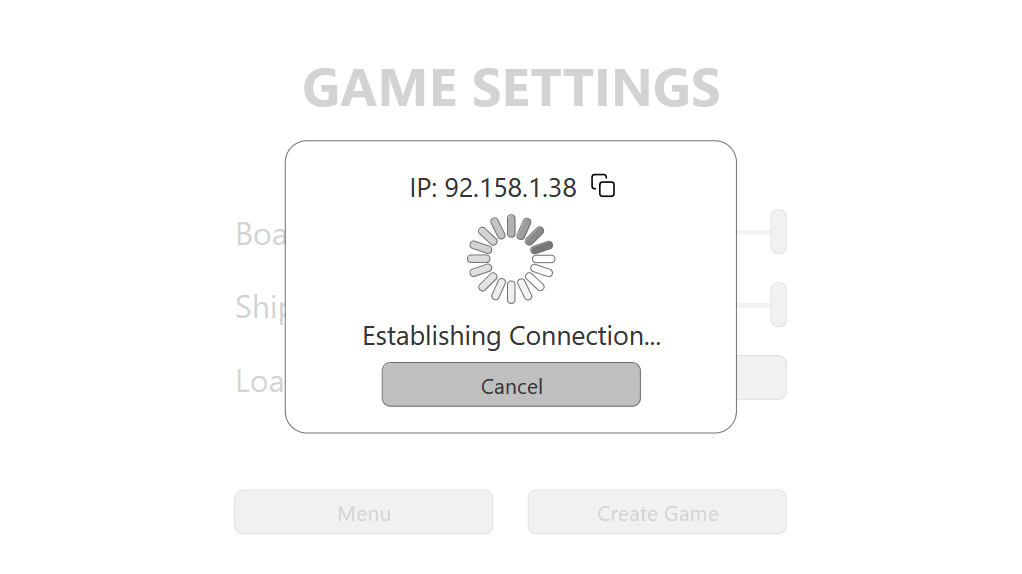 GAME SETTINGS
IP: 92.158.1.38
Establishing Connection...
Cancel
Menu
Create Game